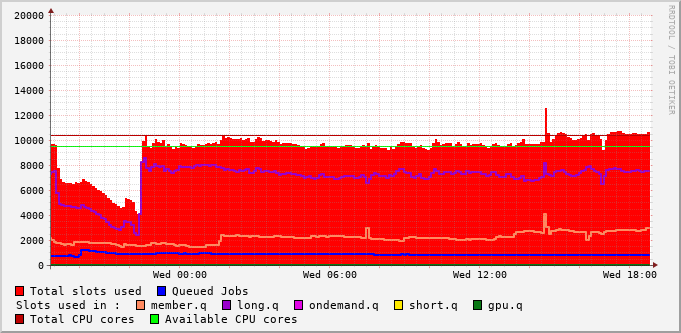 20000
18000
16000
14000
12000
10000
8000
6000
4000
2000
0
Wed 00:00 Wed 06:00 Wed 12:00 Wed 18:00
RRDTOOL / TOBI OETIKER
Total slots used Queued Jobs
Slots used in : member.q long.q ondemand.q short.q gpu.q
Total CPU cores Available CPU cores